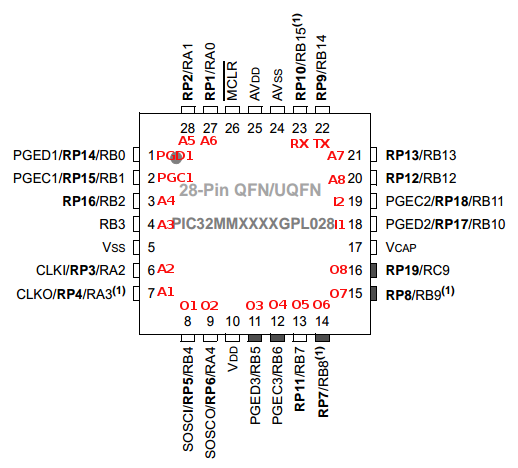 RP2/RA1
RP1/RA0
MCLR
AVDD
AVSS
RP10/RB15(1)
RP9/RB14
28 27 26 25 24 23 22
A5 A6 RX TX
PGED1/RP14/RB0 1 PGD1 A7 21 RP13/RB13
PGEC1/RP15/RB1 2 PGC1 A8 20 RP12/RB12
28-Pin QFN/UQFN
RP16/RB2 3 A4 I2 19 PGEC2/RP18/RB11
RB3 4 A3 PIC32MMXXXXGPL028 I1 18 PGED2/RP17/RB10
VSS 5 17 VCAP
CLKI/RP3/RA2 6 A2 O8 16 RP19/RC9
CLKO/RP4/RA3(1) 7 A1 O7 15 RP8/RB9(1)
O1 O2 O3 O4 O5 O6
8 9 10 11 12 13 14
SOSCI/RP5/RB4
SOSCO/RP6/RA4
VDD
PGED3/RB5
PGEC3/RB6
RP11/RB7
RP7/RB8(1)